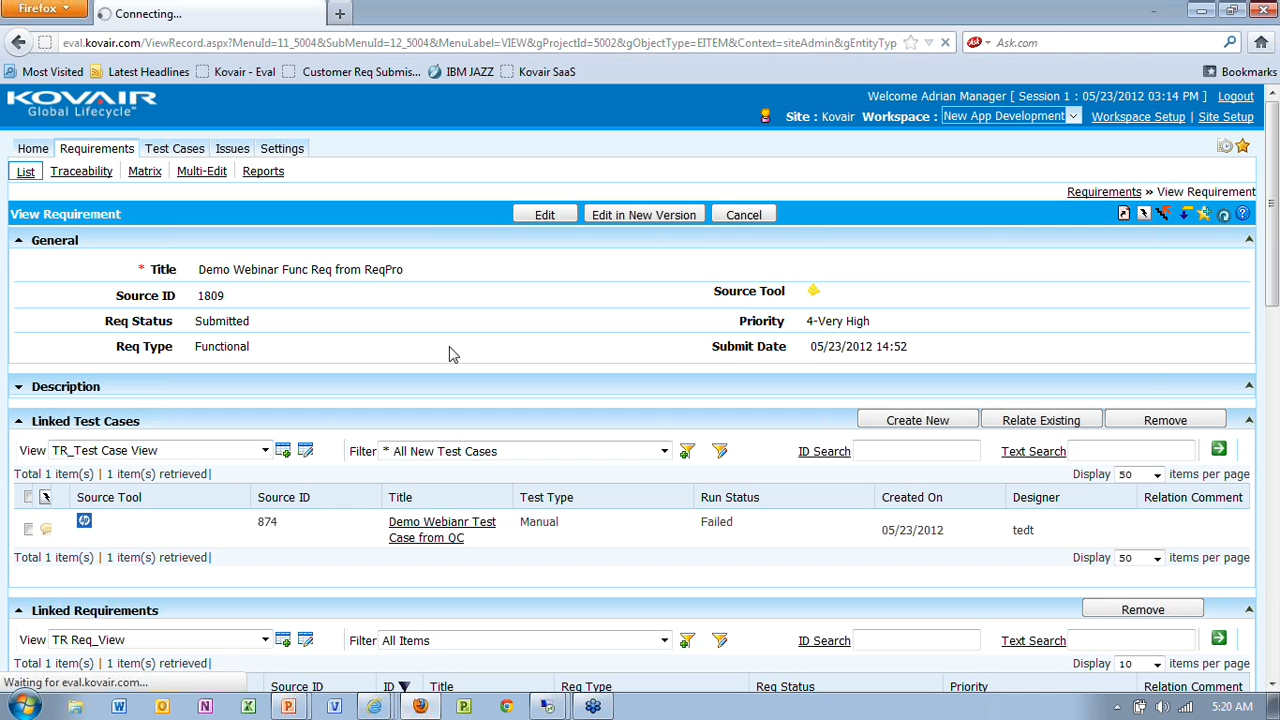 Firefox
Connecting...
eval.kovair.com/ViewRecord.aspx?MenuId=11_5004&SubMenuId=12_5004&MenuLabel=VIEW&gProjectId=5002&gObjectType=EITEM&Context=siteAdmin&gEntityTyp
Ask.com
Most Visited Latest Headlines Kovair - Eval Customer Req Submis... IBM JAZZ Kovair SaaS Bookmarks
KOVAIR
Global Lifecycle
Welcome Adrian Manager [ Session 1 : 05/23/2012 03:14 PM ] Logout
Site : Kovair Workspace : New App Development Workspace Setup | Site Setup
Home Requirements Test Cases Issues Settings
List Traceability Matrix Multi-Edit Reports
Requirements » View Requirement
View Requirement Edit Edit in New Version Cancel
General
* Title Demo Webinar Func Req from ReqPro
Source ID 1809 Source Tool
Req Status Submitted Priority 4-Very High
Req Type Functional Submit Date 05/23/2012 14:52
Description
Linked Test Cases Create New Relate Existing Remove
View TR_Test Case View Filter * All New Test Cases ID Search Text Search
Total 1 item(s) | 1 item(s) retrieved| Display 50 items per page
Source Tool Source ID Title Test Type Run Status Created On Designer Relation Comment
hp 874 Demo Webianr Test Case from QC Manual Failed 05/23/2012 tedt
Total 1 item(s) | 1 item(s) retrieved| Display 50 items per page
Linked Requirements Remove
View TR Req_View Filter All Items ID Search Text Search
Total 1 item(s) | 1 item(s) retrieved| Display 10 items per page
Waiting for eval.kovair.com...
Source ID ID Title Req Type Req Status Priority Relation Comment
5:20 AM